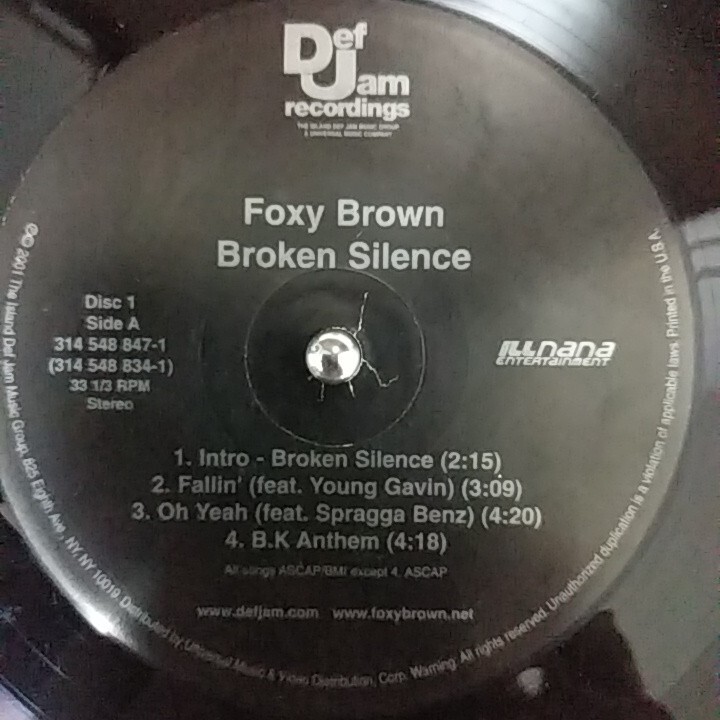 Def Jam
recordings
THE ISLAND DEF JAM MUSIC GROUP
A UNIVERSAL MUSIC COMPANY
Foxy Brown
Broken Silence
Disc 1
Side A
314 548 847-1
(314 548 834-1)
33 1/3 RPM
Stereo
ILLnana
ENTERTAINMENT
1. Intro - Broken Silence (2:15)
2. Fallin' (feat. Young Gavin) (3:09)
3. Oh Yeah (feat. Spragga Benz) (4:20)
4. B.K Anthem (4:18)
All songs ASCAP/BMI except 4, ASCAP
www.defjam.com www.foxybrown.net
℗© 2001 The Island Def Jam Music Group, 825 Eighth Ave., NY NY 10019. Distributed by Universal Music & Video Distribution, Corp. Warning. All rights reserved. Unauthorized duplication is a violation of applicable laws. Printed in the U.S.A.